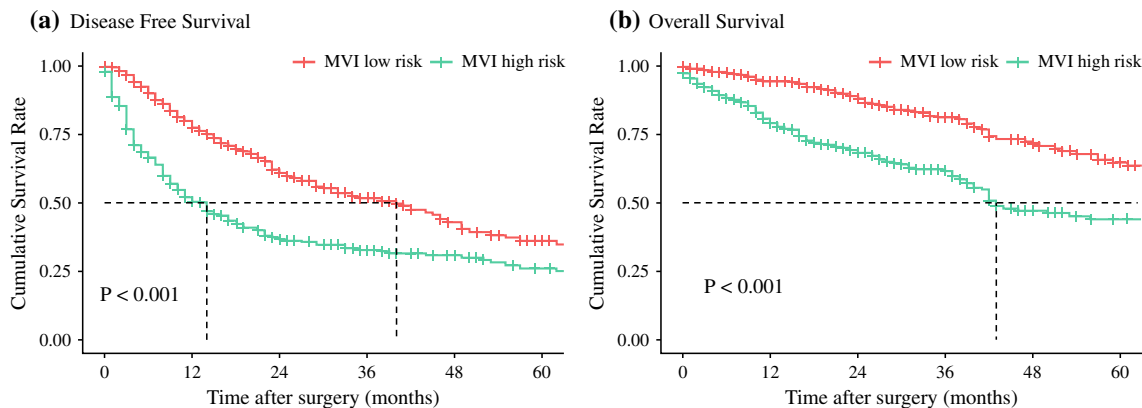 (a) Disease Free Survival
MVI low risk MVI high risk
Cumulative Survival Rate
1.00
0.75
0.50
0.25
0.00
P < 0.001
0 12 24 36 48 60
Time after surgery (months)
(b) Overall Survival
MVI low risk MVI high risk
Cumulative Survival Rate
1.00
0.75
0.50
0.25
0.00
P < 0.001
0 12 24 36 48 60
Time after surgery (months)